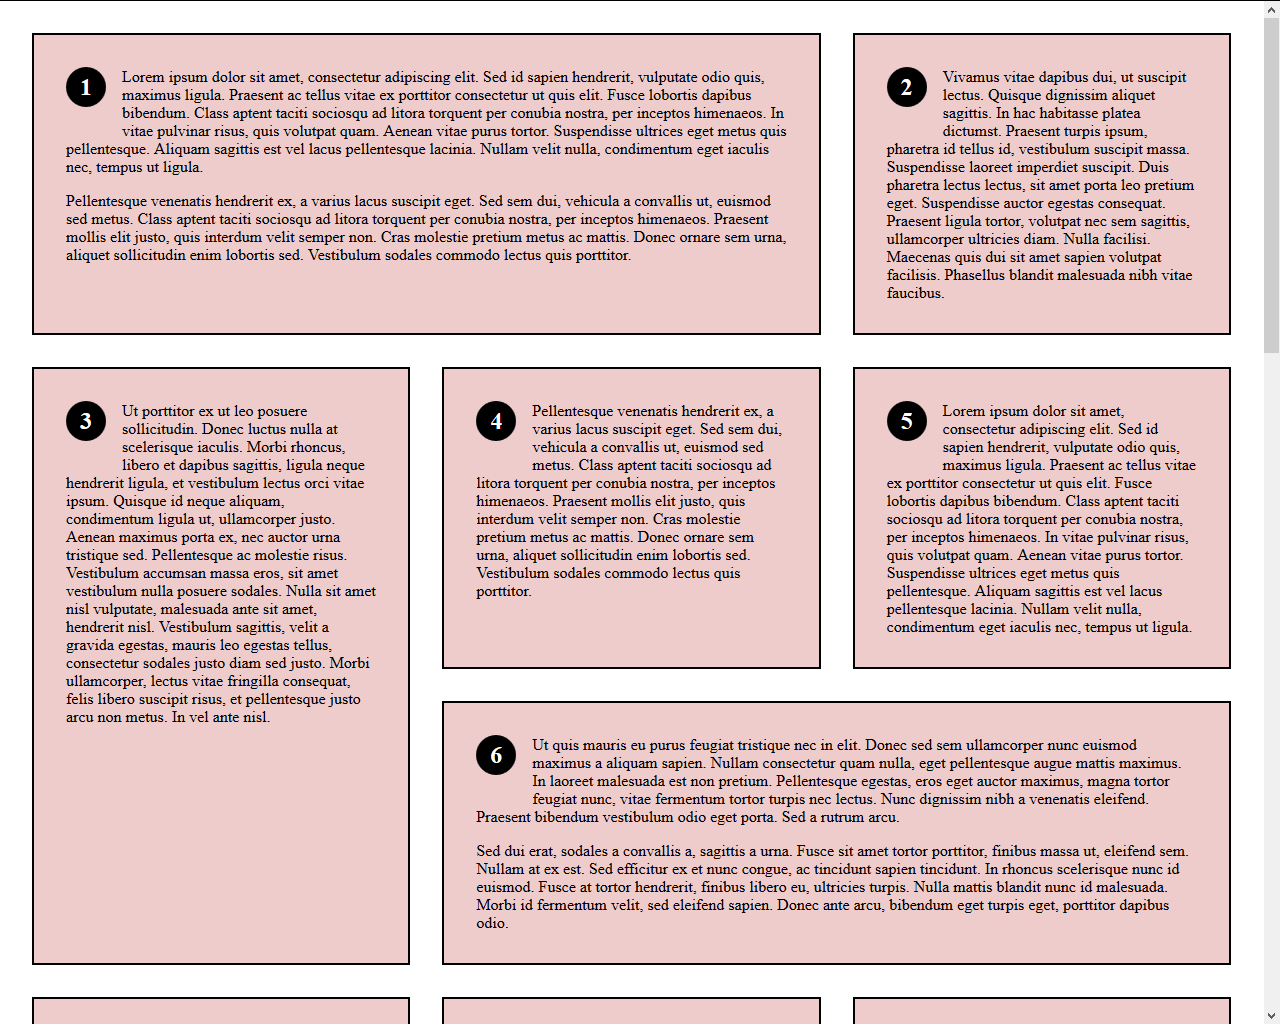 1
Lorem ipsum dolor sit amet, consectetur adipiscing elit. Sed id sapien hendrerit, vulputate odio quis,
maximus ligula. Praesent ac tellus vitae ex porttitor consectetur ut quis elit. Fusce lobortis dapibus
bibendum. Class aptent taciti sociosqu ad litora torquent per conubia nostra, per inceptos himenaeos. In
vitae pulvinar risus, quis volutpat quam. Aenean vitae purus tortor. Suspendisse ultrices eget metus quis
pellentesque. Aliquam sagittis est vel lacus pellentesque lacinia. Nullam velit nulla, condimentum eget iaculis
nec, tempus ut ligula.
Pellentesque venenatis hendrerit ex, a varius lacus suscipit eget. Sed sem dui, vehicula a convallis ut, euismod
sed metus. Class aptent taciti sociosqu ad litora torquent per conubia nostra, per inceptos himenaeos. Praesent
mollis elit justo, quis interdum velit semper non. Cras molestie pretium metus ac mattis. Donec ornare sem urna,
aliquet sollicitudin enim lobortis sed. Vestibulum sodales commodo lectus quis porttitor.
2
Vivamus vitae dapibus dui, ut suscipit
lectus. Quisque dignissim aliquet
sagittis. In hac habitasse platea
dictumst. Praesent turpis ipsum,
pharetra id tellus id, vestibulum suscipit massa.
Suspendisse laoreet imperdiet suscipit. Duis
pharetra lectus lectus, sit amet porta leo pretium
eget. Suspendisse auctor egestas consequat.
Praesent ligula tortor, volutpat nec sem sagittis,
ullamcorper ultricies diam. Nulla facilisi.
Maecenas quis dui sit amet sapien volutpat
facilisis. Phasellus blandit malesuada nibh vitae
faucibus.
3
Ut porttitor ex ut leo posuere
sollicitudin. Donec luctus nulla at
scelerisque iaculis. Morbi rhoncus,
libero et dapibus sagittis, ligula neque
hendrerit ligula, et vestibulum lectus orci vitae
ipsum. Quisque id neque aliquam,
condimentum ligula ut, ullamcorper justo.
Aenean maximus porta ex, nec auctor urna
tristique sed. Pellentesque ac molestie risus.
Vestibulum accumsan massa eros, sit amet
vestibulum nulla posuere sodales. Nulla sit amet
nisl vulputate, malesuada ante sit amet,
hendrerit nisl. Vestibulum sagittis, velit a
gravida egestas, mauris leo egestas tellus,
consectetur sodales justo diam sed justo. Morbi
ullamcorper, lectus vitae fringilla consequat,
felis libero suscipit risus, et pellentesque justo
arcu non metus. In vel ante nisl.
4
Pellentesque venenatis hendrerit ex, a
varius lacus suscipit eget. Sed sem dui,
vehicula a convallis ut, euismod sed
metus. Class aptent taciti sociosqu ad
litora torquent per conubia nostra, per inceptos
himenaeos. Praesent mollis elit justo, quis
interdum velit semper non. Cras molestie
pretium metus ac mattis. Donec ornare sem
urna, aliquet sollicitudin enim lobortis sed.
Vestibulum sodales commodo lectus quis
porttitor.
5
Lorem ipsum dolor sit amet,
consectetur adipiscing elit. Sed id
sapien hendrerit, vulputate odio quis,
maximus ligula. Praesent ac tellus vitae
ex porttitor consectetur ut quis elit. Fusce
lobortis dapibus bibendum. Class aptent taciti
sociosqu ad litora torquent per conubia nostra,
per inceptos himenaeos. In vitae pulvinar risus,
quis volutpat quam. Aenean vitae purus tortor.
Suspendisse ultrices eget metus quis
pellentesque. Aliquam sagittis est vel lacus
pellentesque lacinia. Nullam velit nulla,
condimentum eget iaculis nec, tempus ut ligula.
6
Ut quis mauris eu purus feugiat tristique nec in elit. Donec sed sem ullamcorper nunc euismod
maximus a aliquam sapien. Nullam consectetur quam nulla, eget pellentesque augue mattis maximus.
In laoreet malesuada est non pretium. Pellentesque egestas, eros eget auctor maximus, magna tortor
feugiat nunc, vitae fermentum tortor turpis nec lectus. Nunc dignissim nibh a venenatis eleifend.
Praesent bibendum vestibulum odio eget porta. Sed a rutrum arcu.
Sed dui erat, sodales a convallis a, sagittis a urna. Fusce sit amet tortor porttitor, finibus massa ut, eleifend sem.
Nullam at ex est. Sed efficitur ex et nunc congue, ac tincidunt sapien tincidunt. In rhoncus scelerisque nunc id
euismod. Fusce at tortor hendrerit, finibus libero eu, ultricies turpis. Nulla mattis blandit nunc id malesuada.
Morbi id fermentum velit, sed eleifend sapien. Donec ante arcu, bibendum eget turpis eget, porttitor dapibus
odio.